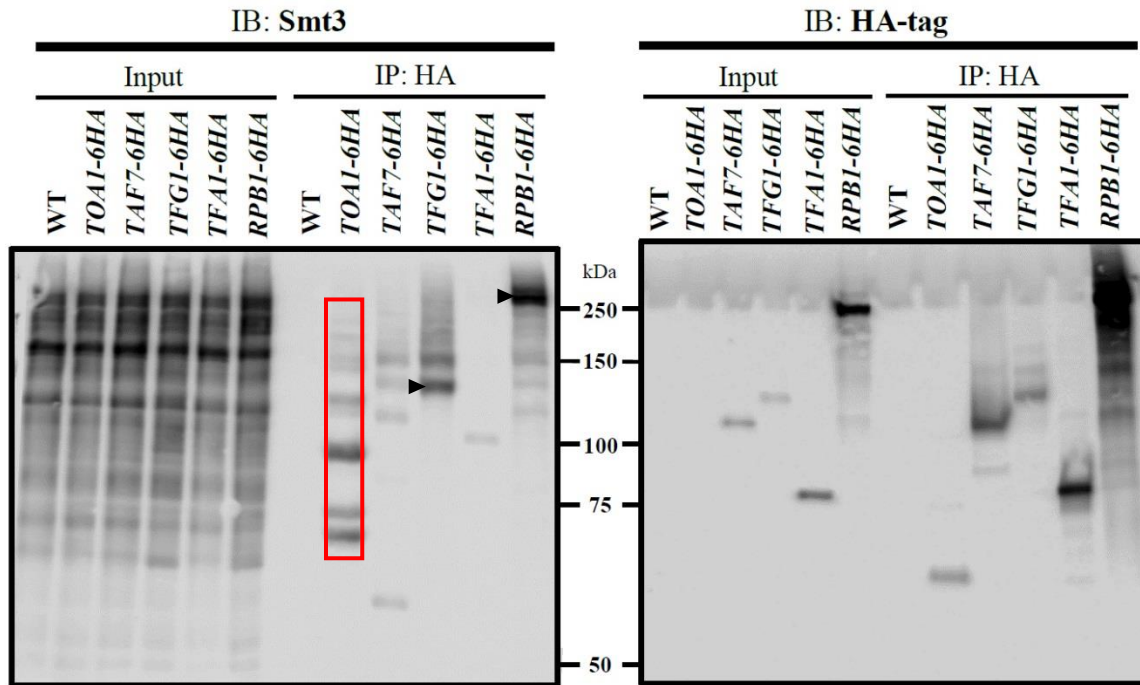 IB: Smt3
Input
IP: HA
WT
TOA1-6HA
TAF7-6HA
TFG1-6HA
TFA1-6HA
RPB1-6HA
WT
TOA1-6HA
TAF7-6HA
TFG1-6HA
TFA1-6HA
RPB1-6HA
kDa
250
150
100
75
50
IB: HA-tag
Input
IP: HA
WT
TOA1-6HA
TAF7-6HA
TFG1-6HA
TFA1-6HA
RPB1-6HA
WT
TOA1-6HA
TAF7-6HA
TFG1-6HA
TFA1-6HA
RPB1-6HA